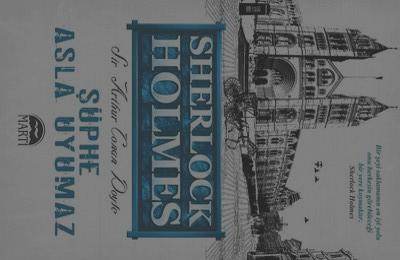 Bir şeyi saklamanın en iyi yolu
onu herkesin görebileceği
bir yere koymaktır.
Sherlock Holmes
SHERLOCK
HOLMES
Sir Arthur Conan Doyle
ŞÜPHE
ASLA UYUMAZ
MARTI